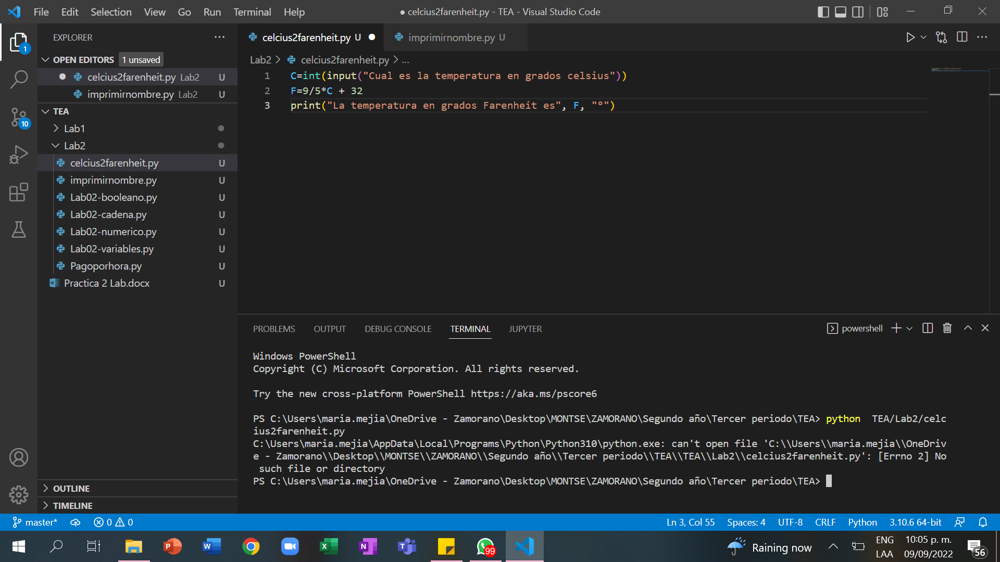 File Edit Selection View Go Run Terminal Help
● celcius2farenheit.py - TEA - Visual Studio Code
EXPLORER
OPEN EDITORS 1 unsaved
celcius2farenheit.py Lab2 U
imprimirnombre.py Lab2 U
TEA
Lab1
Lab2
celcius2farenheit.py U
imprimirnombre.py U
Lab02-booleano.py U
Lab02-cadena.py U
Lab02-numerico.py U
Lab02-variables.py U
Pagoporhora.py U
Practica 2 Lab.docx U
OUTLINE
TIMELINE
1
10
celcius2farenheit.py U
imprimirnombre.py U
Lab2 > celcius2farenheit.py > ...
1 C=int(input("Cual es la temperatura en grados celsius"))
2 F=9/5*C + 32
3 print("La temperatura en grados Farenheit es", F, "°")
PROBLEMS OUTPUT DEBUG CONSOLE TERMINAL JUPYTER
powershell
Windows PowerShell
Copyright (C) Microsoft Corporation. All rights reserved.
Try the new cross-platform PowerShell https://aka.ms/pscore6
PS C:\Users\maria.mejia\OneDrive - Zamorano\Desktop\MONTSE\ZAMORANO\Segundo año\Tercer periodo\TEA> python  TEA/Lab2/celc
ius2farenheit.py
C:\Users\maria.mejia\AppData\Local\Programs\Python\Python310\python.exe: can't open file 'C:\\Users\\maria.mejia\\OneDriv
e - Zamorano\\Desktop\\MONTSE\\ZAMORANO\\Segundo año\\Tercer periodo\\TEA\\TEA\\Lab2\\celcius2farenheit.py': [Errno 2] No
 such file or directory
PS C:\Users\maria.mejia\OneDrive - Zamorano\Desktop\MONTSE\ZAMORANO\Segundo año\Tercer periodo\TEA>
master* 0 0
Ln 3, Col 55 Spaces: 4 UTF-8 CRLF Python 3.10.6 64-bit
99
Raining now
ENG
LAA
10:05 p. m.
09/09/2022
56